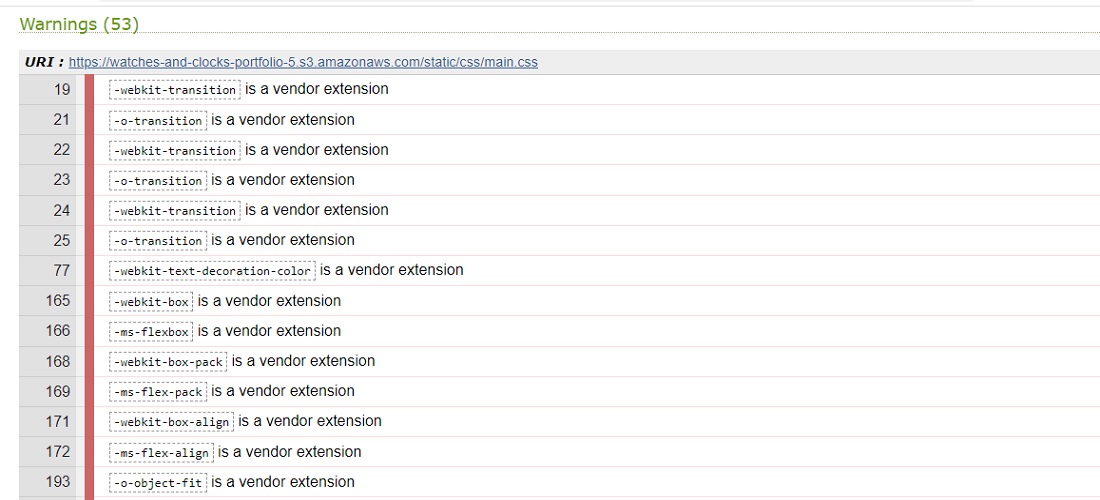 Warnings (53)
URI : https://watches-and-clocks-portfolio-5.s3.amazonaws.com/static/css/main.css
19 -webkit-transition is a vendor extension
21 -o-transition is a vendor extension
22 -webkit-transition is a vendor extension
23 -o-transition is a vendor extension
24 -webkit-transition is a vendor extension
25 -o-transition is a vendor extension
77 -webkit-text-decoration-color is a vendor extension
165 -webkit-box is a vendor extension
166 -ms-flexbox is a vendor extension
168 -webkit-box-pack is a vendor extension
169 -ms-flex-pack is a vendor extension
171 -webkit-box-align is a vendor extension
172 -ms-flex-align is a vendor extension
193 -o-object-fit is a vendor extension